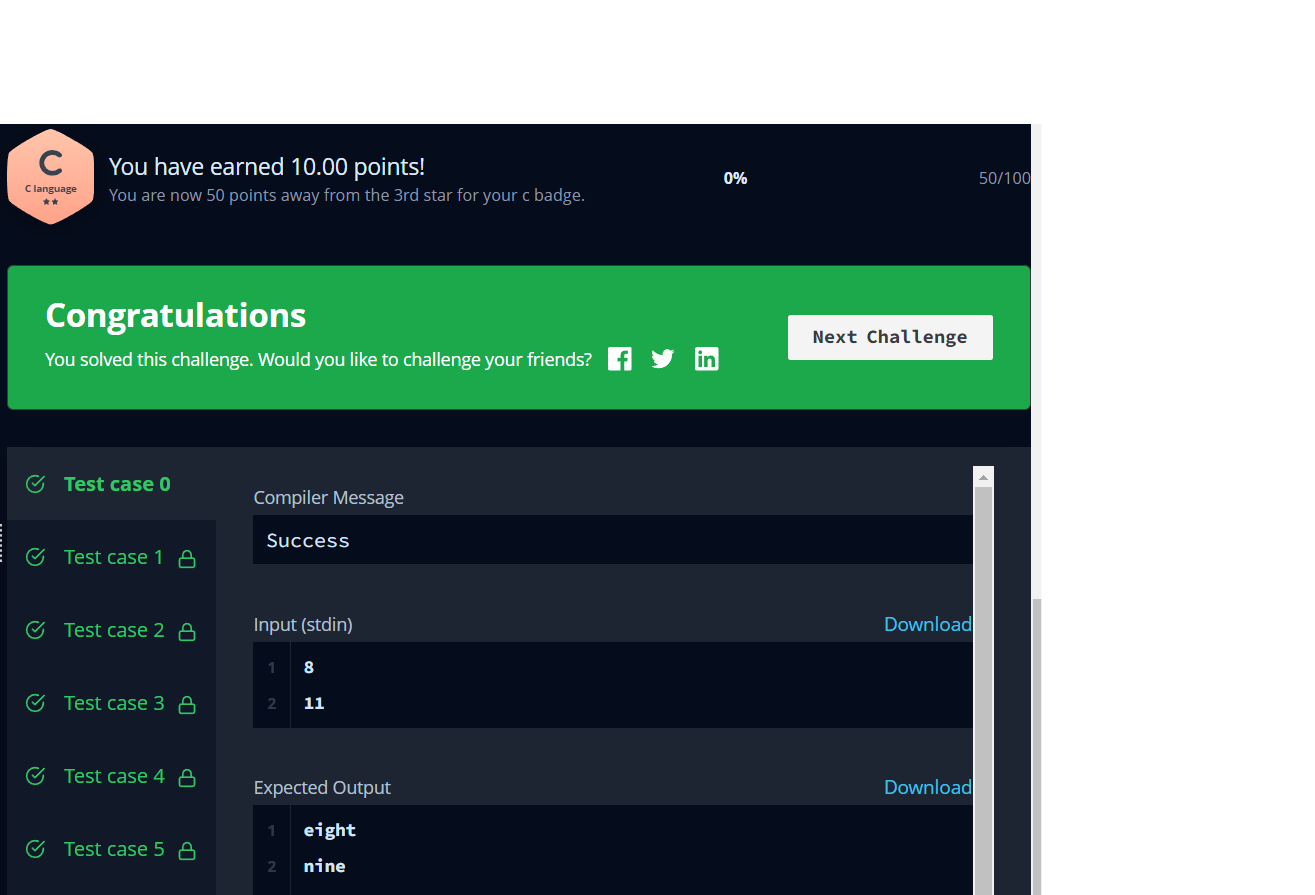 C
C language
You have earned 10.00 points!
You are now 50 points away from the 3rd star for your c badge.
0%
50/100
Congratulations
You solved this challenge. Would you like to challenge your friends?
Next Challenge
Test case 0
Test case 1
Test case 2
Test case 3
Test case 4
Test case 5
Compiler Message
Success
Input (stdin)
Download
1 8
2 11
Expected Output
Download
1 eight
2 nine